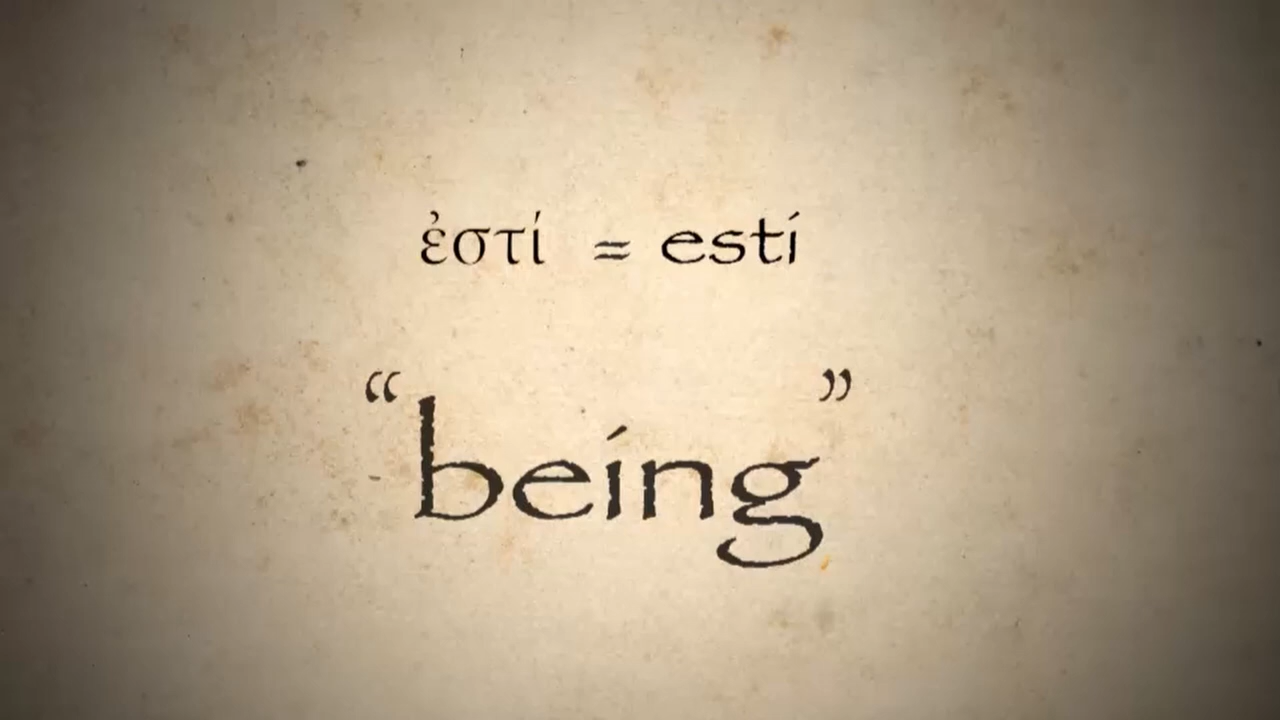 ἐστί = estí
“being”